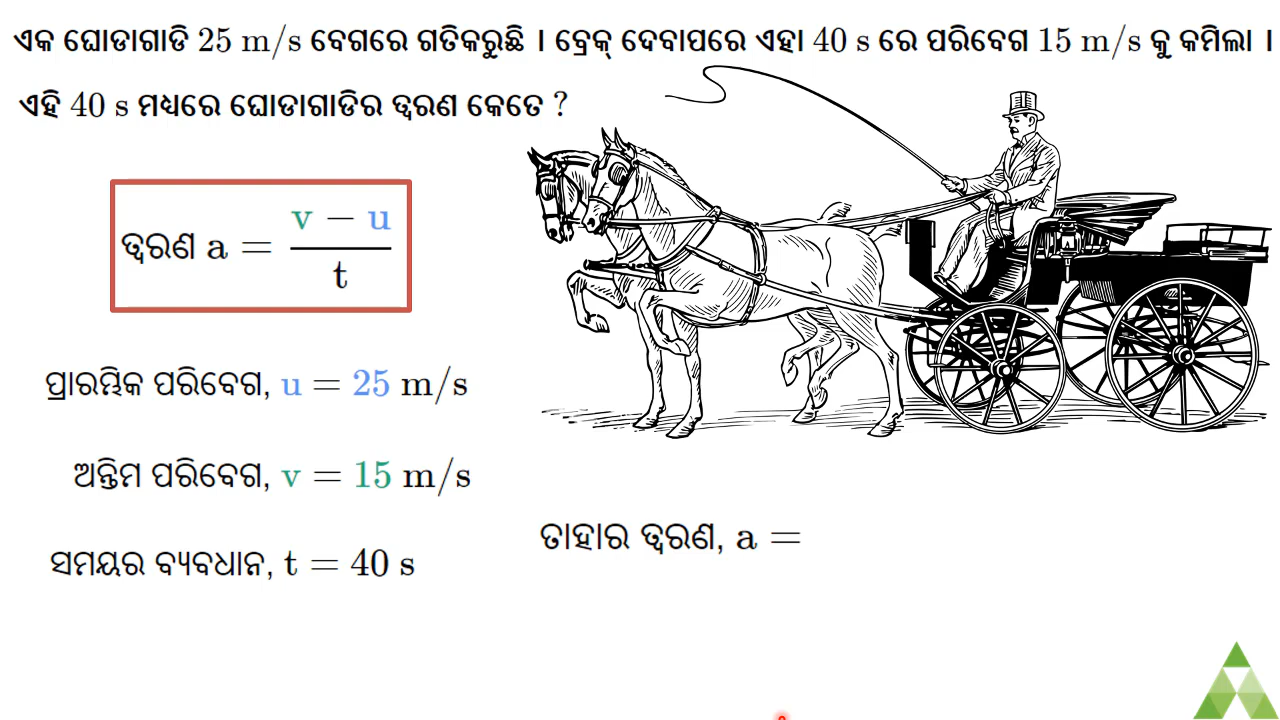 ଏକ ଘୋଡାଗାଡି 25 m/s ବେଗରେ ଗତିକରୁଛି । ବ୍ରେକ୍ ଦେବାପରେ ଏହା 40 s ରେ ପରିବେଗ 15 m/s କୁ କମିଲା ।
ଏହି 40 s ମଧ୍ୟରେ ଘୋଡାଗାଡିର ତ୍ୱରଣ କେତେ ?
ତ୍ୱରଣ a = (v − u) / t
ପ୍ରାରମ୍ଭିକ ପରିବେଗ, u = 25 m/s
ଅନ୍ତିମ ପରିବେଗ, v = 15 m/s
ସମୟର ବ୍ୟବଧାନ, t = 40 s
ତାହାର ତ୍ୱରଣ, a =